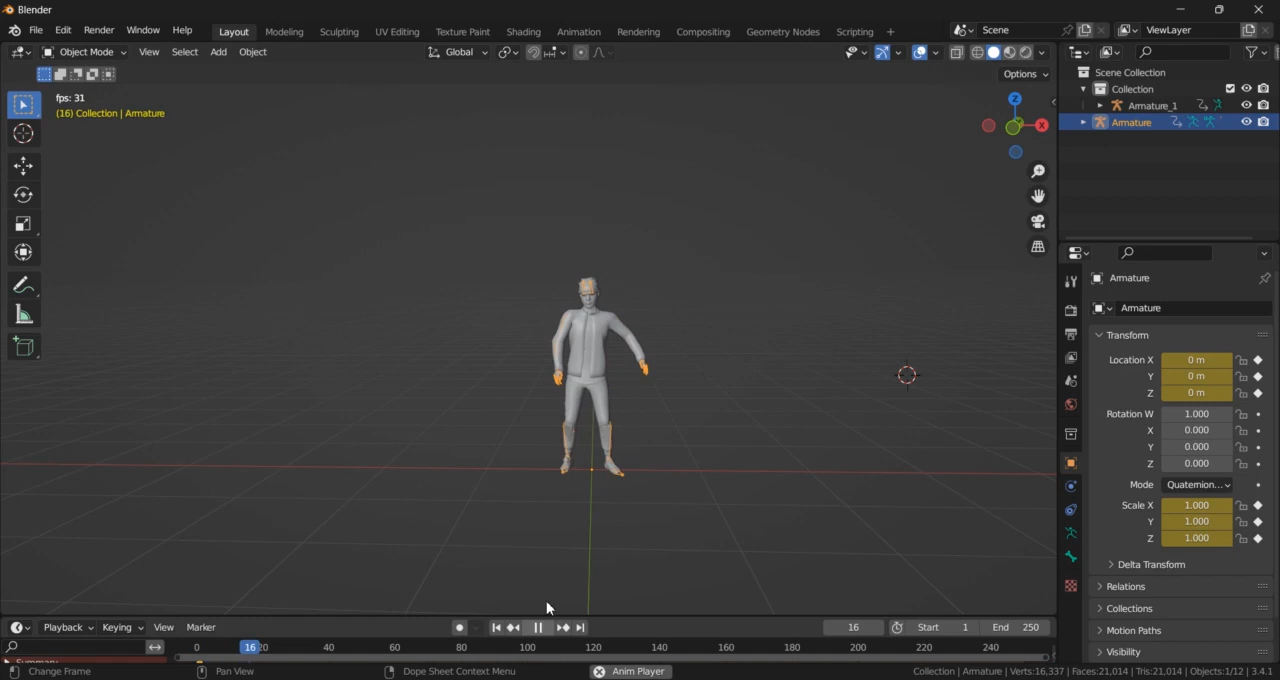 Blender
File Edit Render Window Help Layout Modeling Sculpting UV Editing Texture Paint Shading Animation Rendering Compositing Geometry Nodes Scripting + Scene ViewLayer
Object Mode View Select Add Object Global
Options
fps: 31
(16) Collection | Armature
Z
X
Scene Collection
Collection
Armature_1
Armature
Armature
Armature
Transform
Location X 0 m
Y 0 m
Z 0 m
Rotation W 1.000
X 0.000
Y 0.000
Z 0.000
Mode Quaternion...
Scale X 1.000
Y 1.000
Z 1.000
Delta Transform
Relations
Collections
Motion Paths
Visibility
Playback Keying View Marker 16 Start 1 End 250
0 16 20 40 60 80 100 120 140 160 180 200 220 240
Summary
Change Frame Pan View Dope Sheet Context Menu Anim Player Collection | Armature | Verts:16,337 | Faces:21,014 | Tris:21,014 | Objects:1/12 | 3.4.1